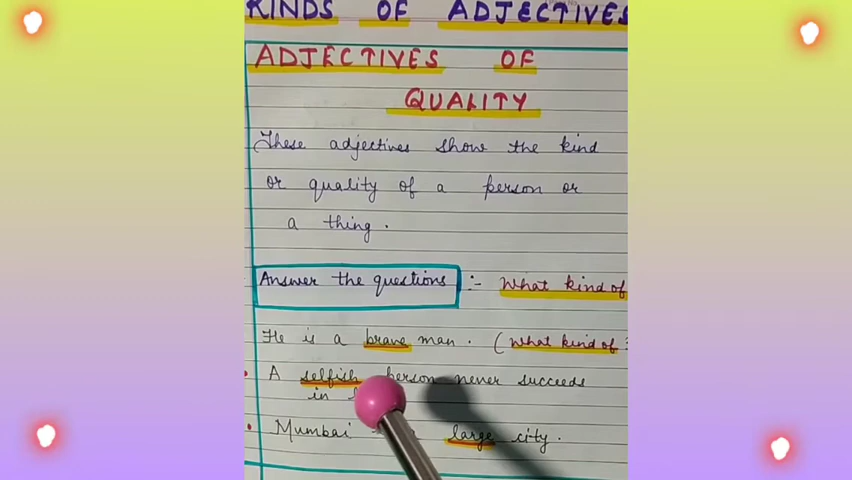 KINDS OF ADJECTIVES
ADJECTIVES OF
QUALITY
These adjectives show the kind
or quality of a person or
a thing.
Answer the questions :- What kind of
He is a brave man. (What kind of ?
• A selfish person never succeeds
in
• Mumbai large city.